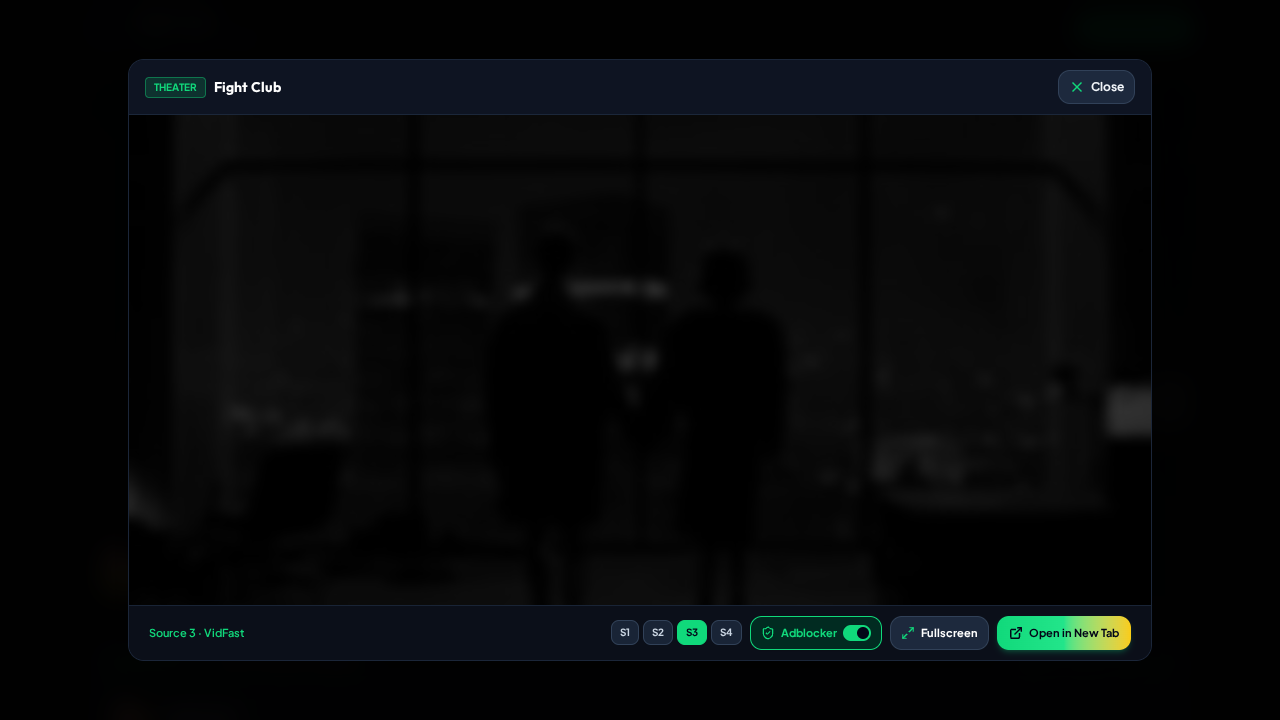 THEATER Fight Club Close
Source 3 · VidFast S1 S2 S3 S4 Adblocker Fullscreen Open in New Tab